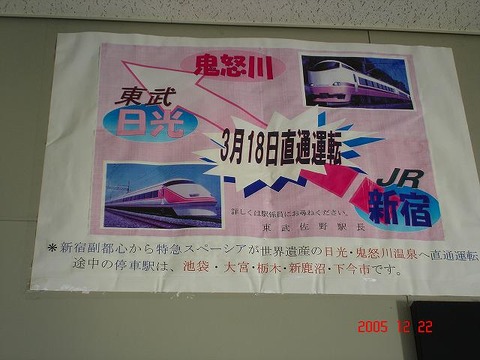 鬼怒川
東武
日光
3月18日直通運転
JR
新宿
詳しくは駅係員にお尋ねください。
東武佐野駅長
*新宿副都心から特急スペーシアが世界遺産の日光・鬼怒川温泉へ直通運転
途中の停車駅は、池袋・大宮・栃木・新鹿沼・下今市です。
2005 12 22